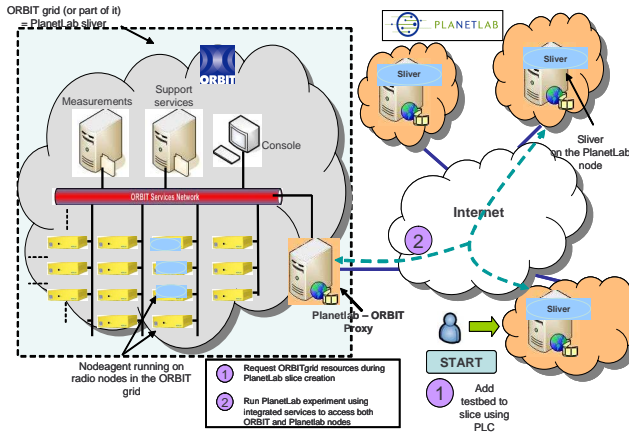 ORBIT grid (or part of it)
= PlanetLab sliver
ORBIT
PLANETLAB
Sliver
Sliver
Measurements
Support
services
Console
Sliver
on the PlanetLab
node
ORBIT Services Network
Internet
2
Planetlab – ORBIT
Proxy
Sliver
Nodeagent running on
radio nodes in the ORBIT
grid
1 Request ORBITgrid resources during
PlanetLab slice creation
2 Run PlanetLab experiment using
integrated services to access both
ORBIT and Planetlab nodes
START
1 Add
testbed to
slice using
PLC